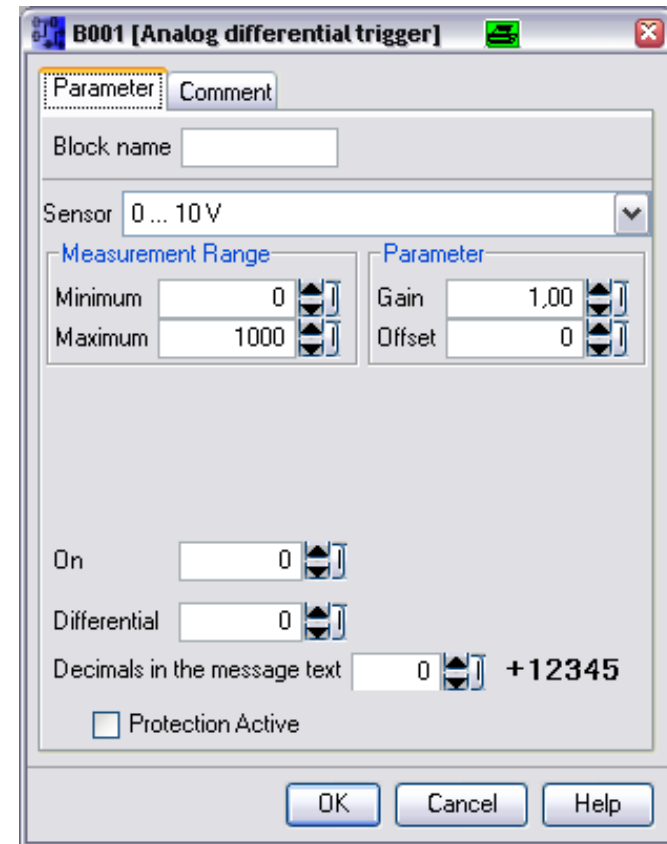 B001 [Analog differential trigger]
Parameter Comment
Block name
Sensor 0 ... 10 V
Measurement Range Parameter
Minimum 0 Gain 1,00
Maximum 1000 Offset 0
On 0
Differential 0
Decimals in the message text 0 +12345
Protection Active
OK Cancel Help